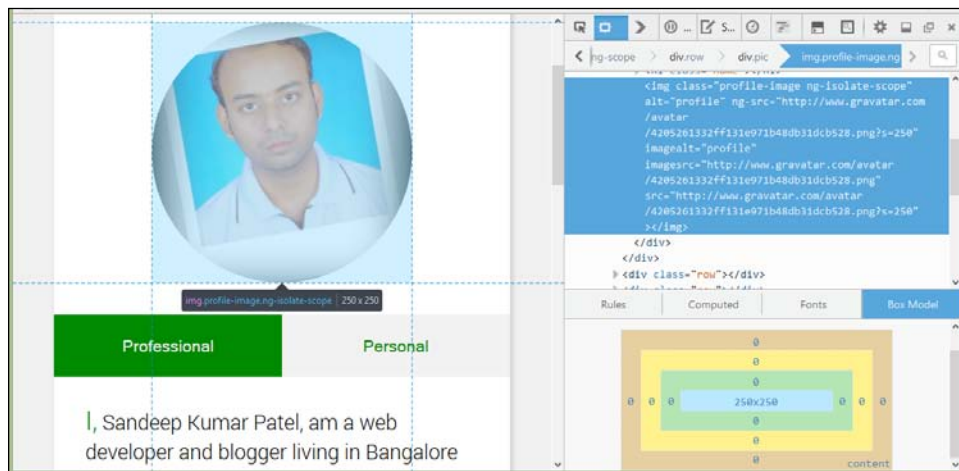 S...
ng-scope div.row div.pic img.profile-image.ng
<img class="profile-image ng-isolate-scope"
alt="profile" ng-src="http://www.gravatar.com
/avatar
/4205261332ff131e971b48db31dcb528.png?s=250"
imagealt="profile"
imagesrc="http://www.gravatar.com/avatar
/4205261332ff131e971b48db31dcb528.png"
src="http://www.gravatar.com/avatar
/4205261332ff131e971b48db31dcb528.png?s=250"
></img>
</div>
</div>
<div class="row"></div>
img.profile-image.ng-isolate-scope | 250 x 250
Professional Personal
I, Sandeep Kumar Patel, am a web
developer and blogger living in Bangalore
Rules Computed Fonts Box Model
0
0
0
0 0 0 250x250 0 0 0
0
0
0 content